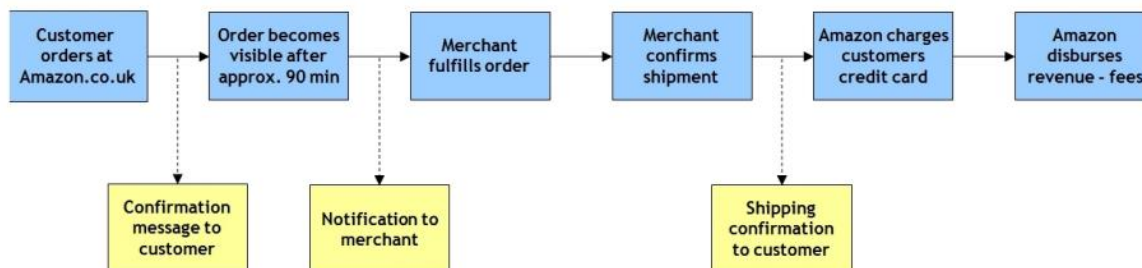 Customer
orders at
Amazon.co.uk
Order becomes
visible after
approx. 90 min
Merchant
fulfills order
Merchant
confirms
shipment
Amazon charges
customers
credit card
Amazon
disburses
revenue - fees
Confirmation
message to
customer
Notification to
merchant
Shipping
confirmation
to customer